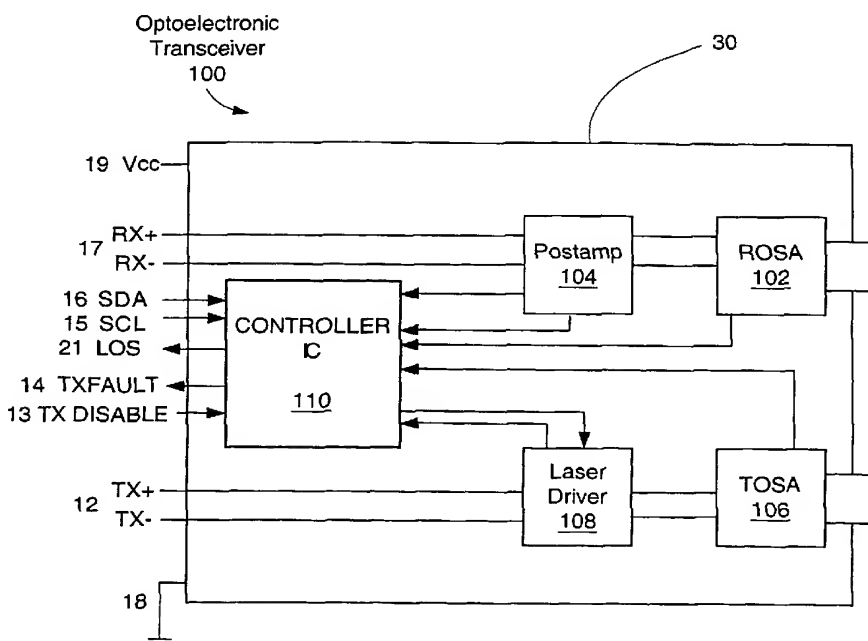 Optoelectronic
Transceiver
100
30
19 Vcc
17 RX+
RX-
Postamp
104
ROSA
102
16 SDA
15 SCL
21 LOS
14 TXFAULT
13 TX DISABLE
CONTROLLER
IC
110
12 TX+
TX-
Laser
Driver
108
TOSA
106
18